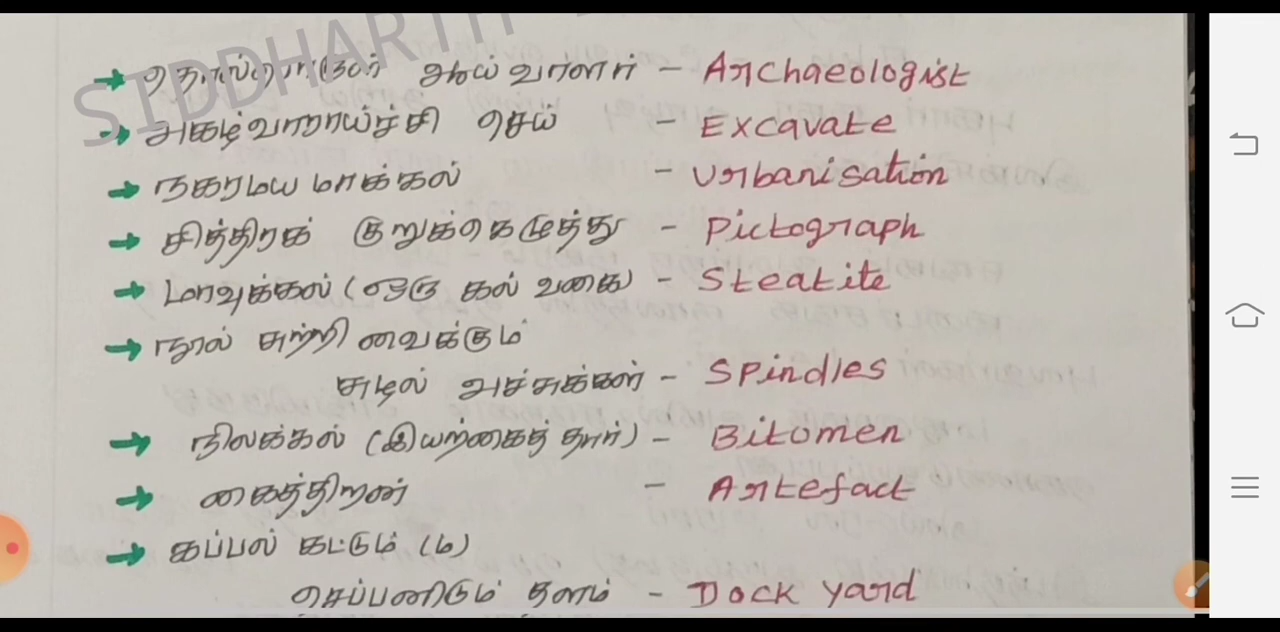 SIDDHARTH
தொல்பொருள் ஆய்வாளர் - Archaeologist
அகழ்வாராய்ச்சி செய் - Excavate
நகரமயமாக்கல் - Urbanisation
சித்திரக் குறுக்கெழுத்து - Pictograph
மாவுக்கல் (ஒரு கல் வகை) - Steatite
நூல் சுற்றி வைக்கும்
சுழல் அச்சுக்கள் - Spindles
நிலக்கல் (இயற்கைத் தார்) - Bitomen
கைத்திறன் - Artefact
கப்பல் கட்டும் (ம)
செப்பனிடும் தளம் - Dock yard